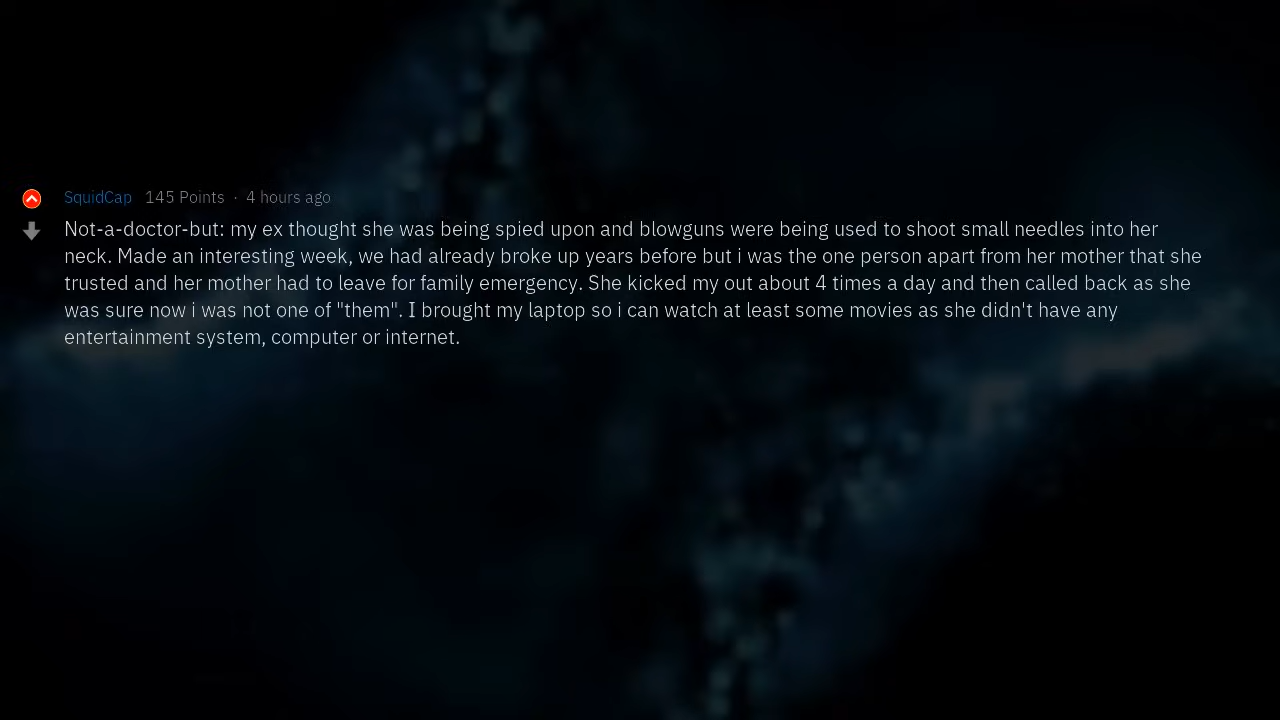 SquidCap 145 Points · 4 hours ago
Not-a-doctor-but: my ex thought she was being spied upon and blowguns were being used to shoot small needles into her
neck. Made an interesting week, we had already broke up years before but i was the one person apart from her mother that she
trusted and her mother had to leave for family emergency. She kicked my out about 4 times a day and then called back as she
was sure now i was not one of "them". I brought my laptop so i can watch at least some movies as she didn't have any
entertainment system, computer or internet.